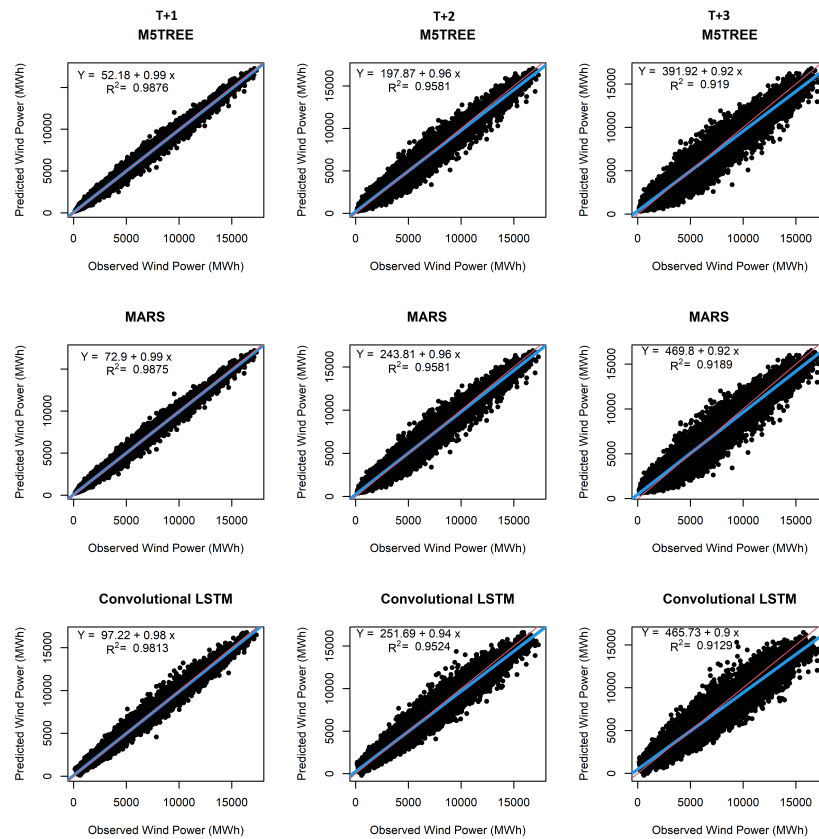 T+1
M5TREE
Y = 52.18 + 0.99 x
R2= 0.9876
Predicted Wind Power (MWh)
0 5000 10000
0 5000 10000 15000
Observed Wind Power (MWh)
T+2
M5TREE
Y = 197.87 + 0.96 x
R2= 0.9581
Predicted Wind Power (MWh)
0 5000 10000 15000
0 5000 10000 15000
Observed Wind Power (MWh)
T+3
M5TREE
Y = 391.92 + 0.92 x
R2= 0.919
Predicted Wind Power (MWh)
0 5000 10000 15000
0 5000 10000 15000
Observed Wind Power (MWh)
MARS
Y = 72.9 + 0.99 x
R2= 0.9875
Predicted Wind Power (MWh)
0 5000 10000
0 5000 10000 15000
Observed Wind Power (MWh)
MARS
Y = 243.81 + 0.96 x
R2= 0.9581
Predicted Wind Power (MWh)
0 5000 10000 15000
0 5000 10000 15000
Observed Wind Power (MWh)
MARS
Y = 469.8 + 0.92 x
R2= 0.9189
Predicted Wind Power (MWh)
0 5000 10000 15000
0 5000 10000 15000
Observed Wind Power (MWh)
Convolutional LSTM
Y = 97.22 + 0.98 x
R2= 0.9813
Predicted Wind Power (MWh)
0 5000 10000 15000
0 5000 10000 15000
Observed Wind Power (MWh)
Convolutional LSTM
Y = 251.69 + 0.94 x
R2= 0.9524
Predicted Wind Power (MWh)
0 5000 10000 15000
0 5000 10000 15000
Observed Wind Power (MWh)
Convolutional LSTM
Y = 465.73 + 0.9 x
R2= 0.9129
Predicted Wind Power (MWh)
0 5000 10000 15000
0 5000 10000 15000
Observed Wind Power (MWh)